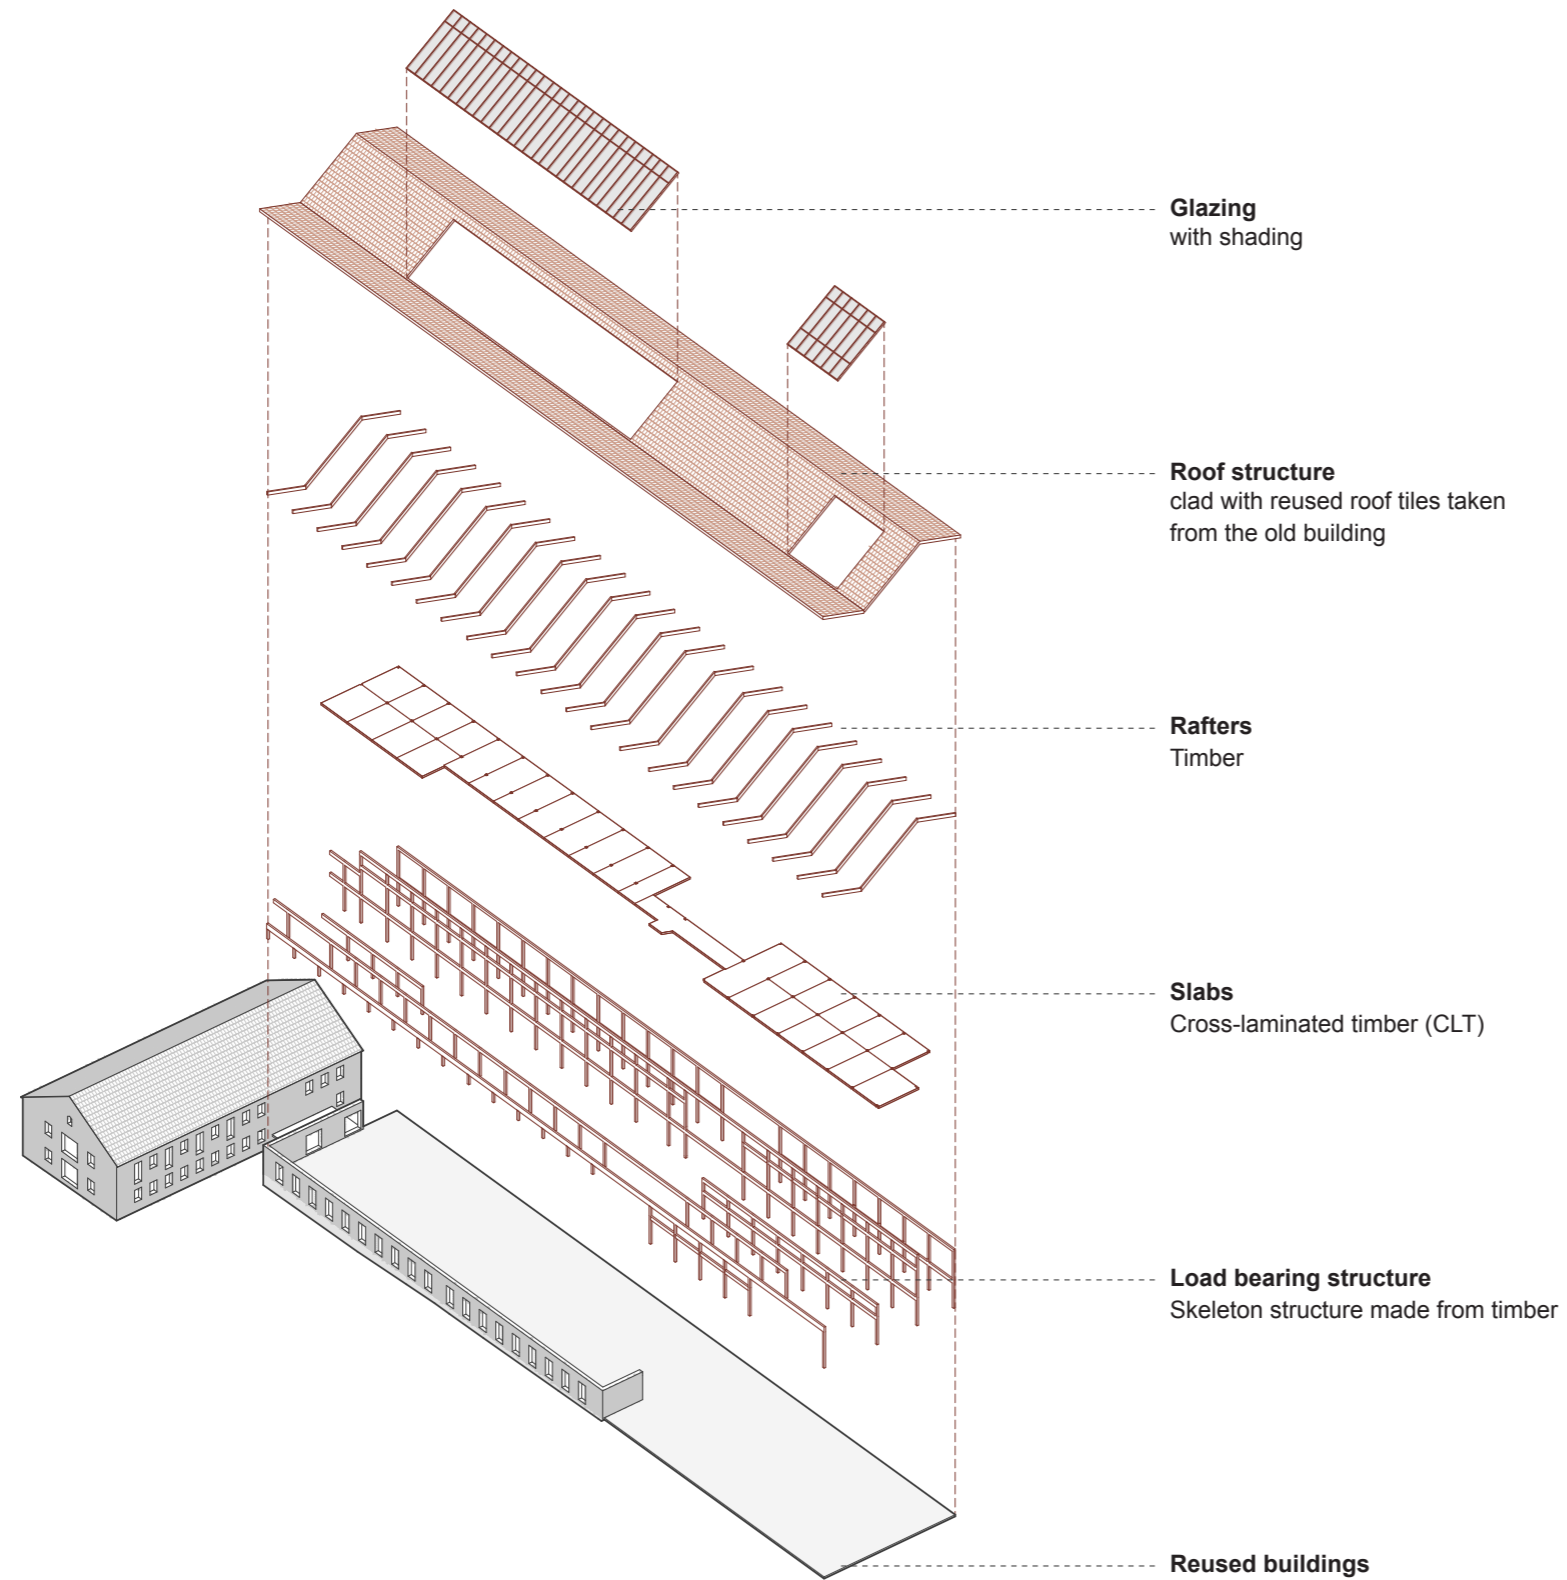 Glazing
with shading
Roof structure
clad with reused roof tiles taken
from the old building
Rafters
Timber
Slabs
Cross-laminated timber (CLT)
Load bearing structure
Skeleton structure made from timber
Reused buildings